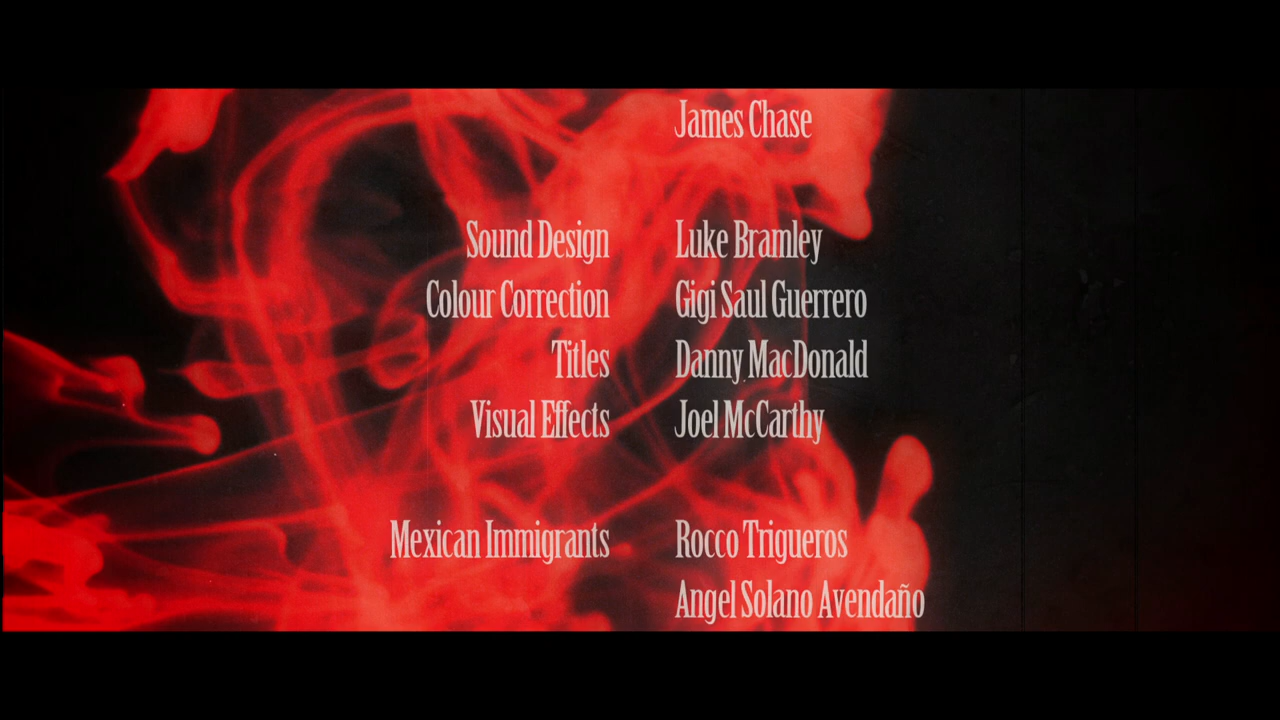 James Chase
Sound Design Luke Bramley
Colour Correction Gigi Saul Guerrero
Titles Danny MacDonald
Visual Effects Joel McCarthy
Mexican Immigrants Rocco Trigueros
Angel Solano Avendaño